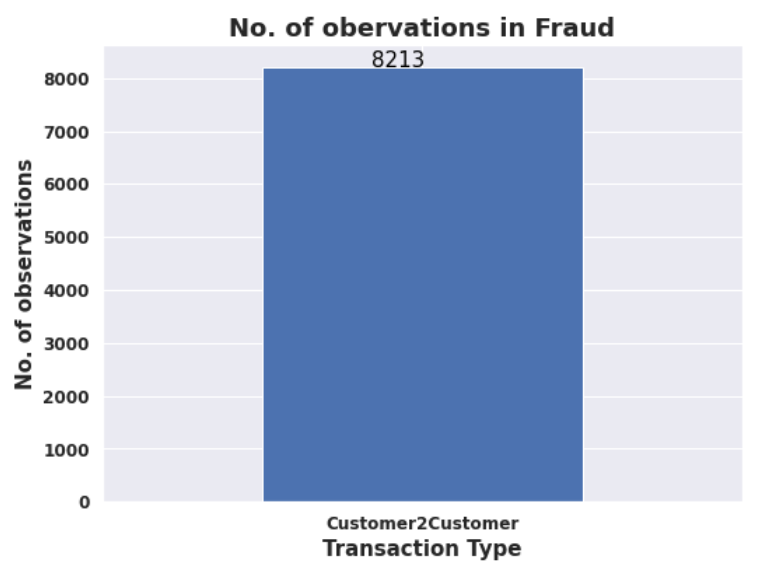 No. of obervations in Fraud
8213
8000
7000
6000
5000
4000
3000
2000
1000
0
No. of observations
Customer2Customer
Transaction Type